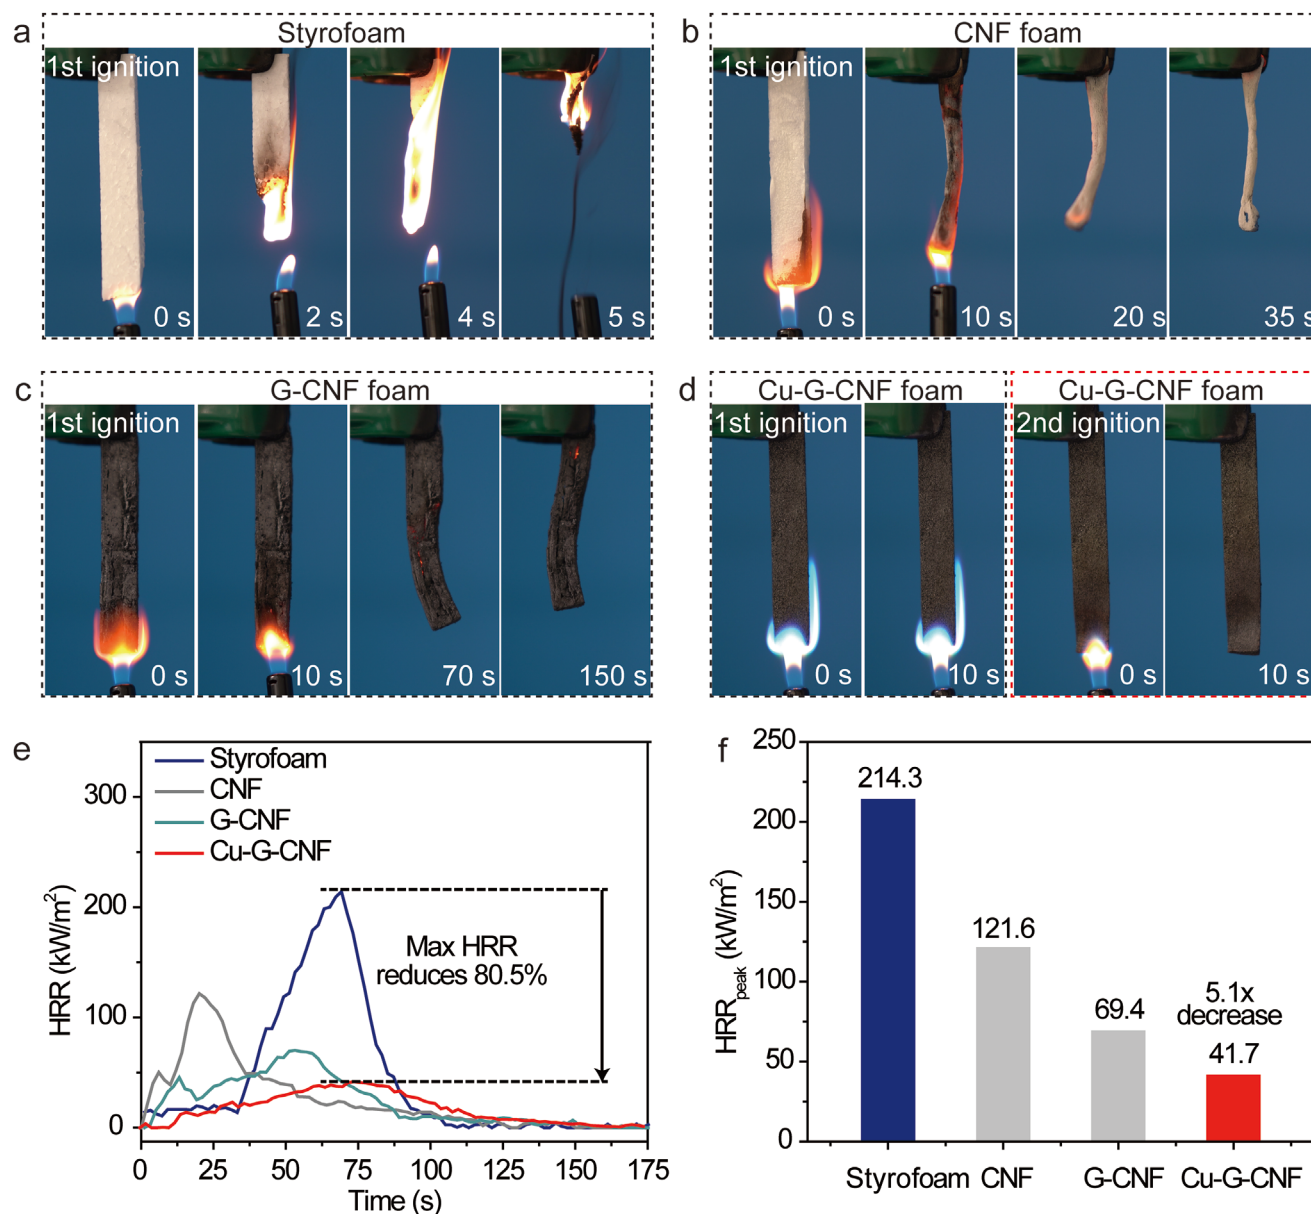 a
Styrofoam
1st ignition
0 s
2 s
4 s
5 s
b
CNF foam
1st ignition
0 s
10 s
20 s
35 s
c
G-CNF foam
1st ignition
0 s
10 s
70 s
150 s
d
Cu-G-CNF foam
1st ignition
0 s
10 s
Cu-G-CNF foam
2nd ignition
0 s
10 s
e
Styrofoam
CNF
G-CNF
Cu-G-CNF
Max HRR
reduces 80.5%
HRR (kW/m²)
300
200
100
0
0 25 50 75 100 125 150 175
Time (s)
f
HRRpeak (kW/m²)
250
200
150
100
50
0
214.3
121.6
69.4
5.1x
decrease
41.7
Styrofoam CNF G-CNF Cu-G-CNF